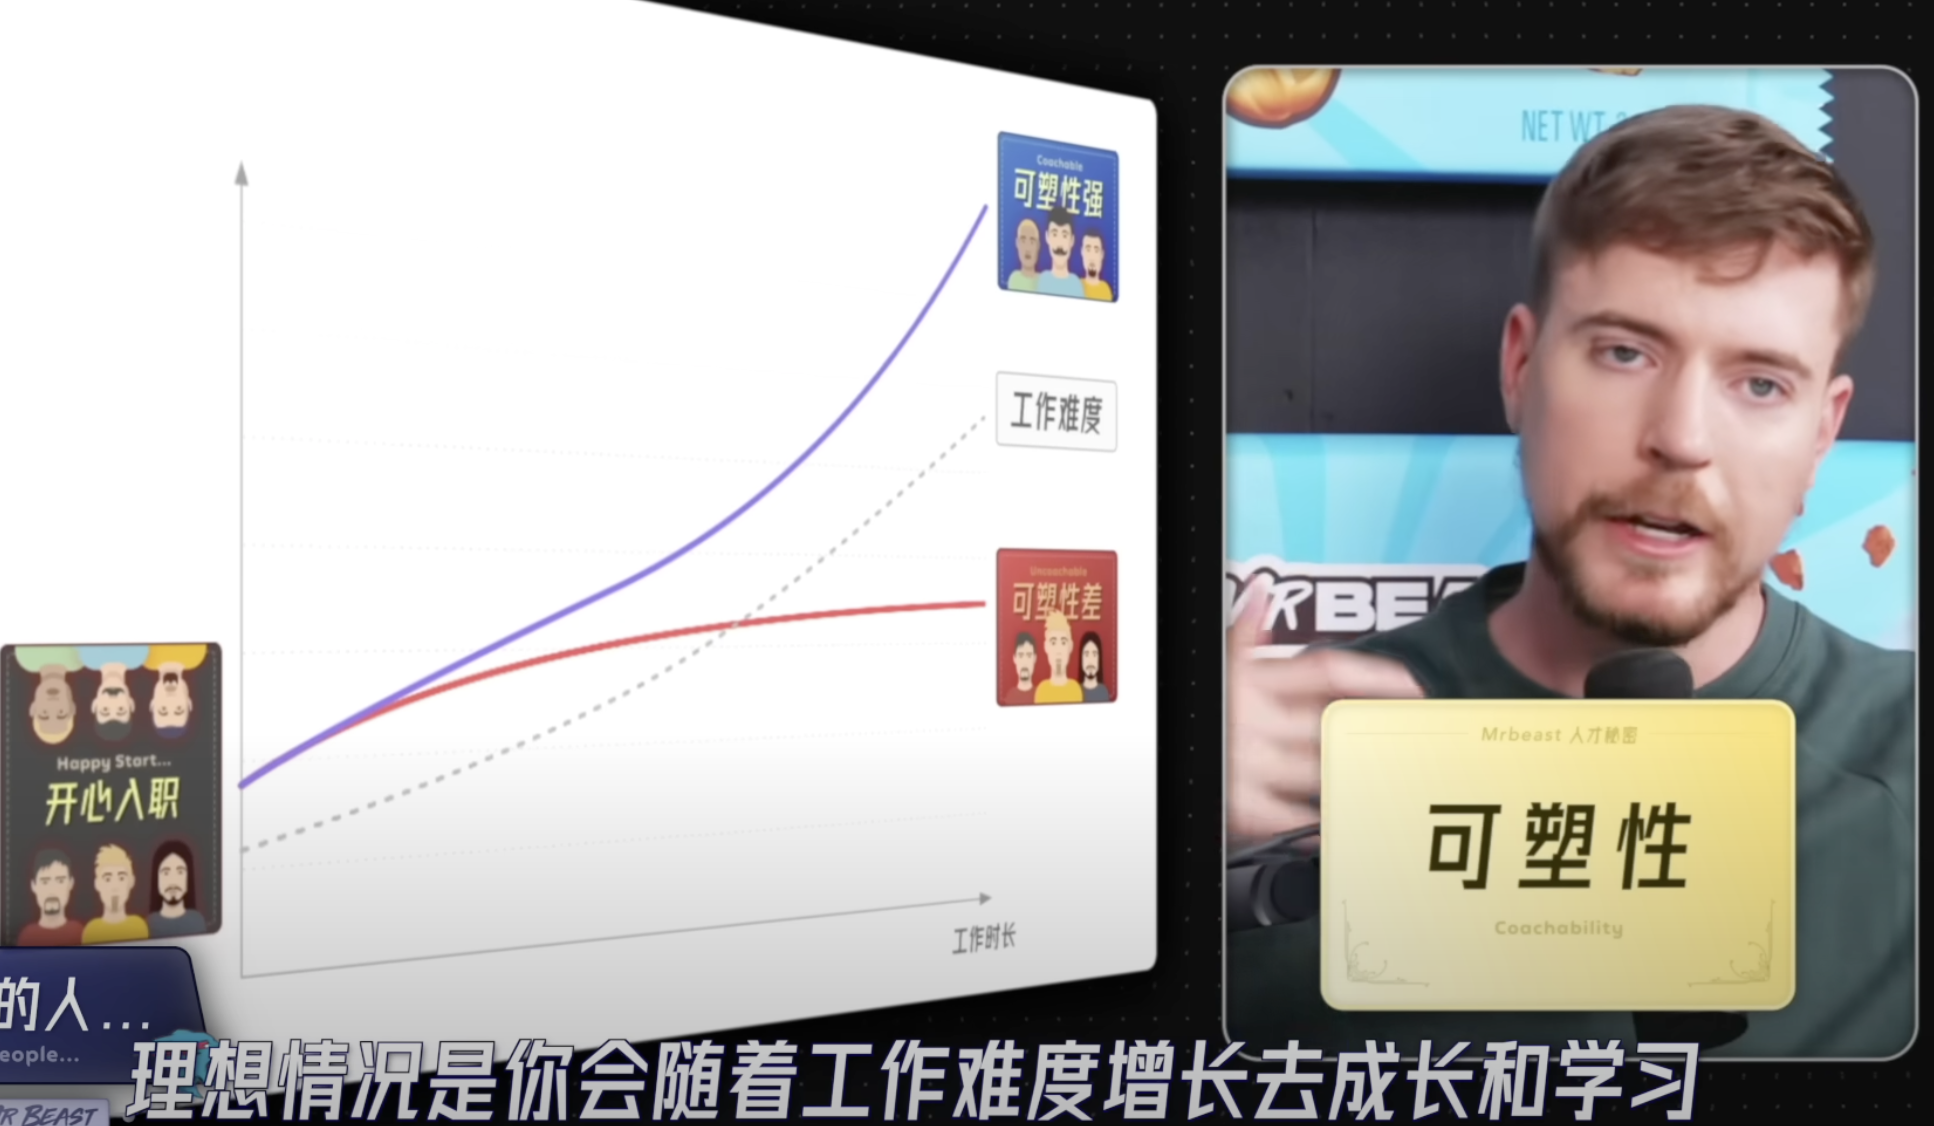 Coachable
可塑性强
工作难度
Uncoachable
可塑性差
Happy Start...
开心入职
工作时长
的人...
eople...
R BEAST
NET WT
RBEA
Mrbeast 人才秘密
可塑性
Coachability
理想情况是你会随着工作难度增长去成长和学习